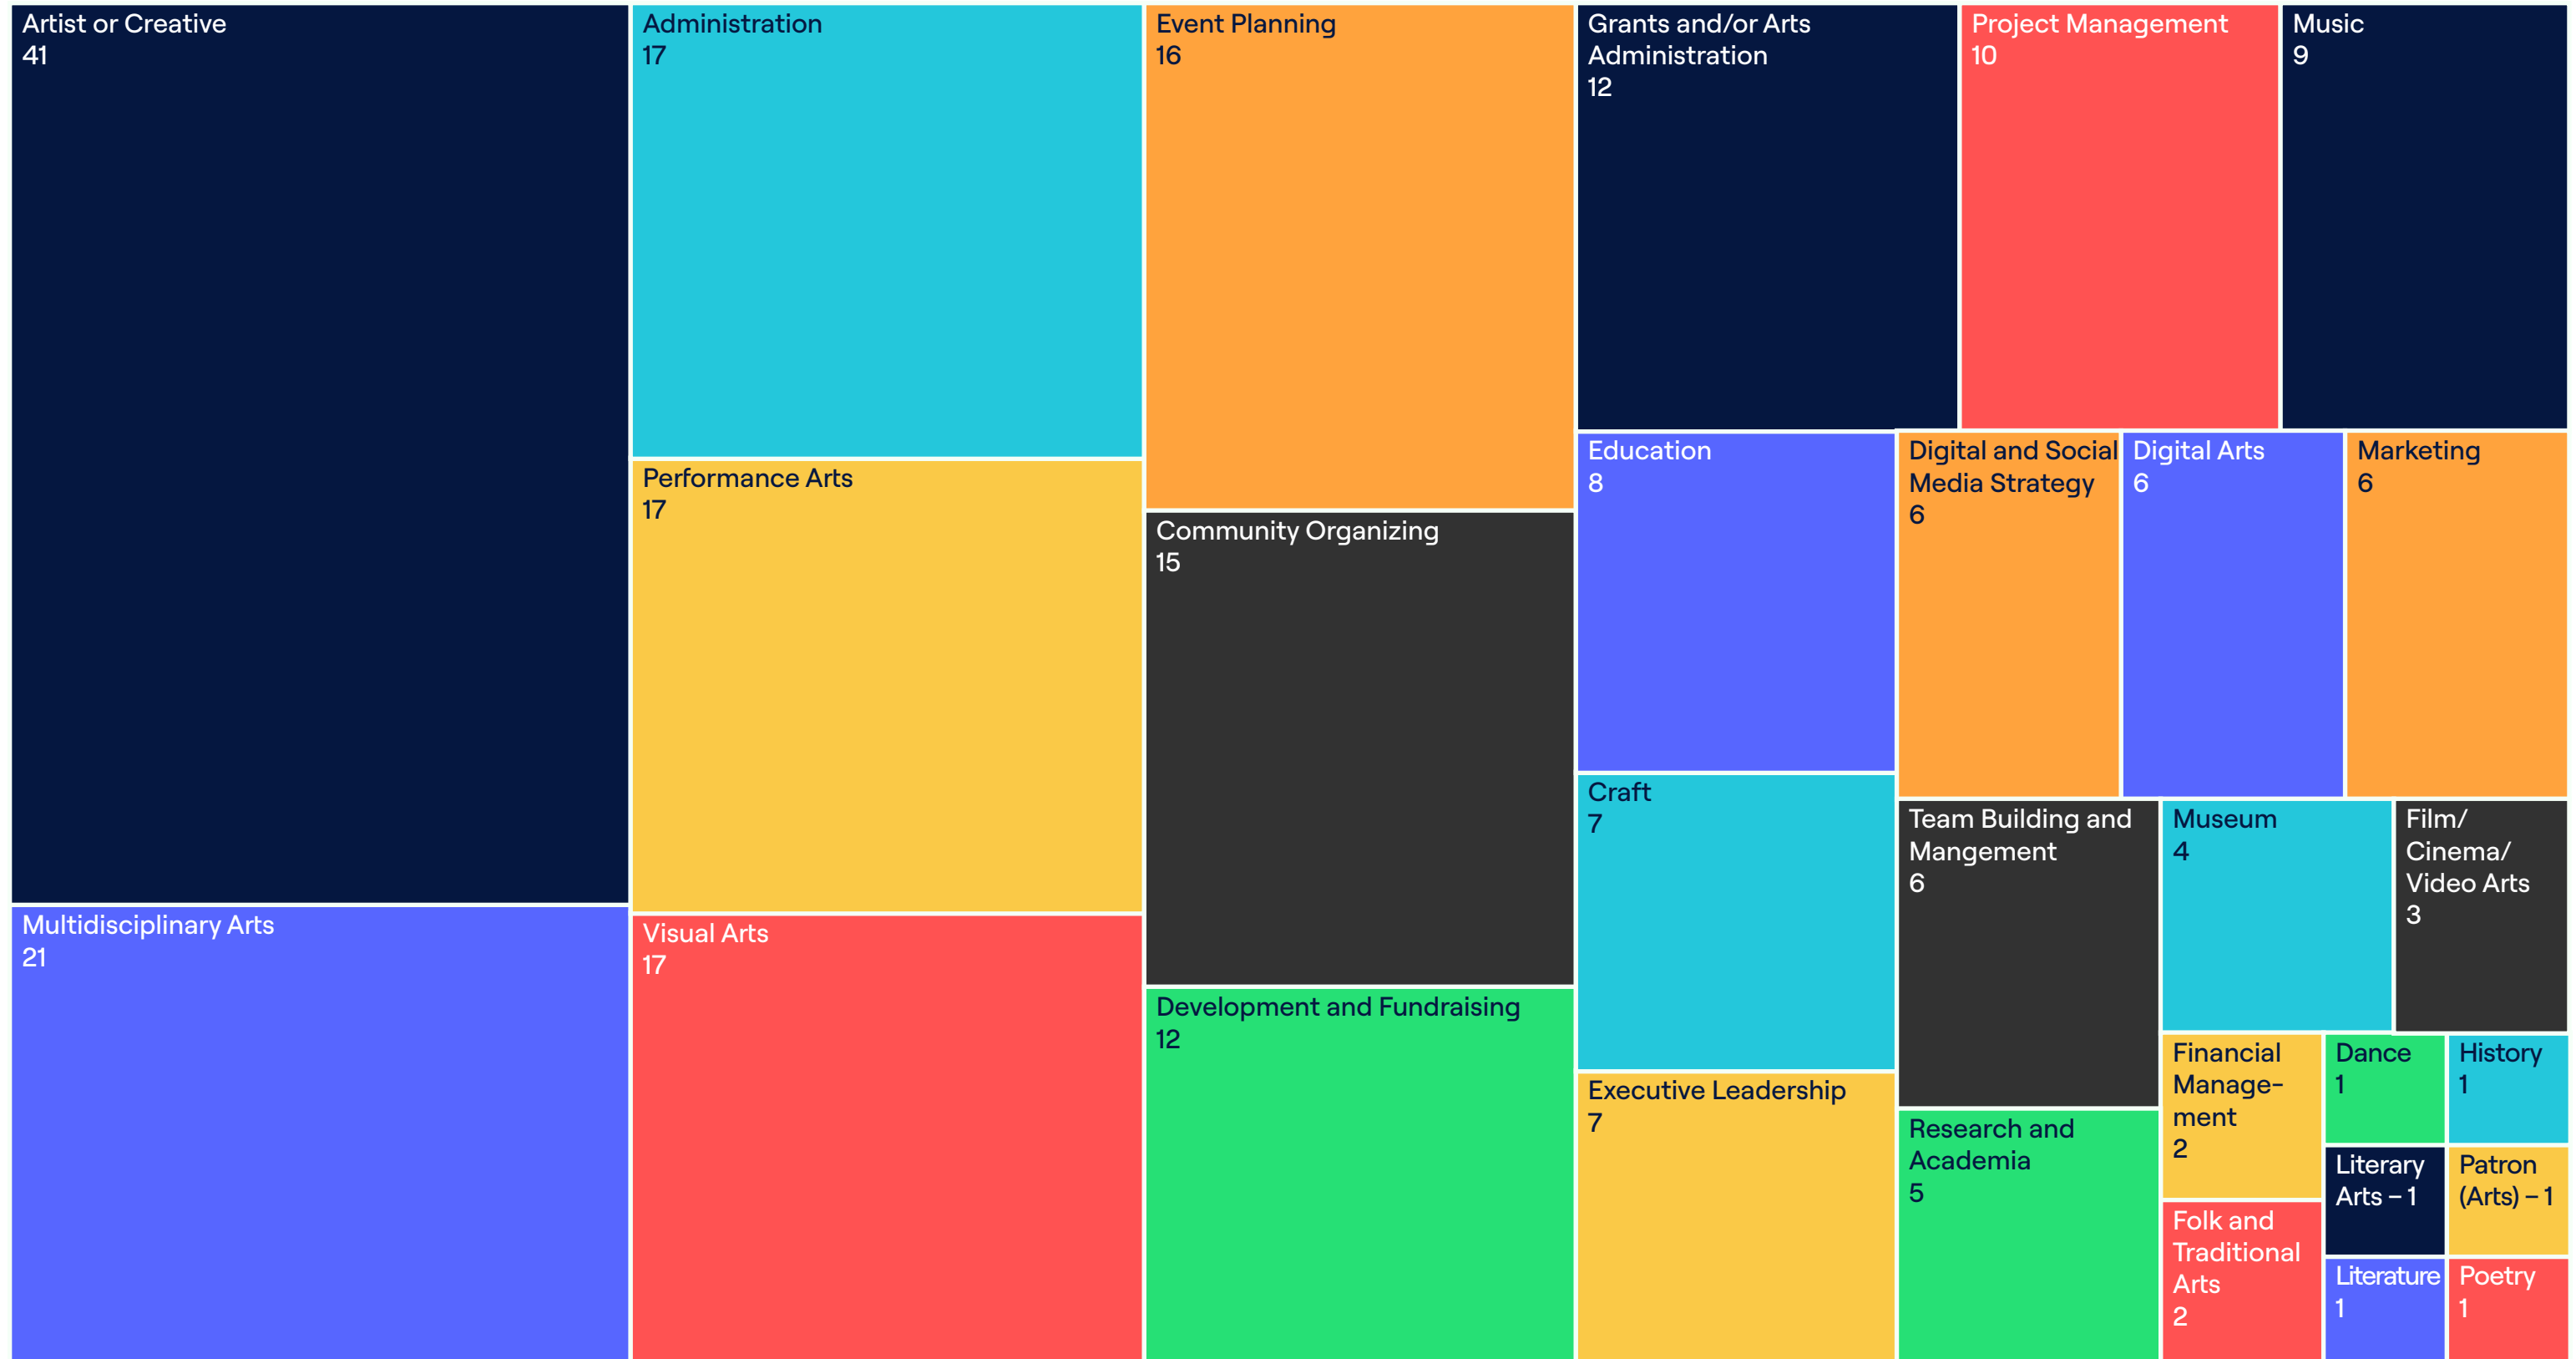 Artist or Creative
41
Multidisciplinary Arts
21
Administration
17
Performance Arts
17
Visual Arts
17
Event Planning
16
Community Organizing
15
Development and Fundraising
12
Grants and/or Arts
Administration
12
Project Management
10
Music
9
Education
8
Craft
7
Executive Leadership
7
Digital and Social
Media Strategy
6
Digital Arts
6
Marketing
6
Team Building and
Mangement
6
Research and
Academia
5
Museum
4
Film/
Cinema/
Video Arts
3
Financial
Manage-
ment
2
Folk and
Traditional
Arts
2
Dance
1
History
1
Literary
Arts – 1
Patron
(Arts) – 1
Literature
1
Poetry
1